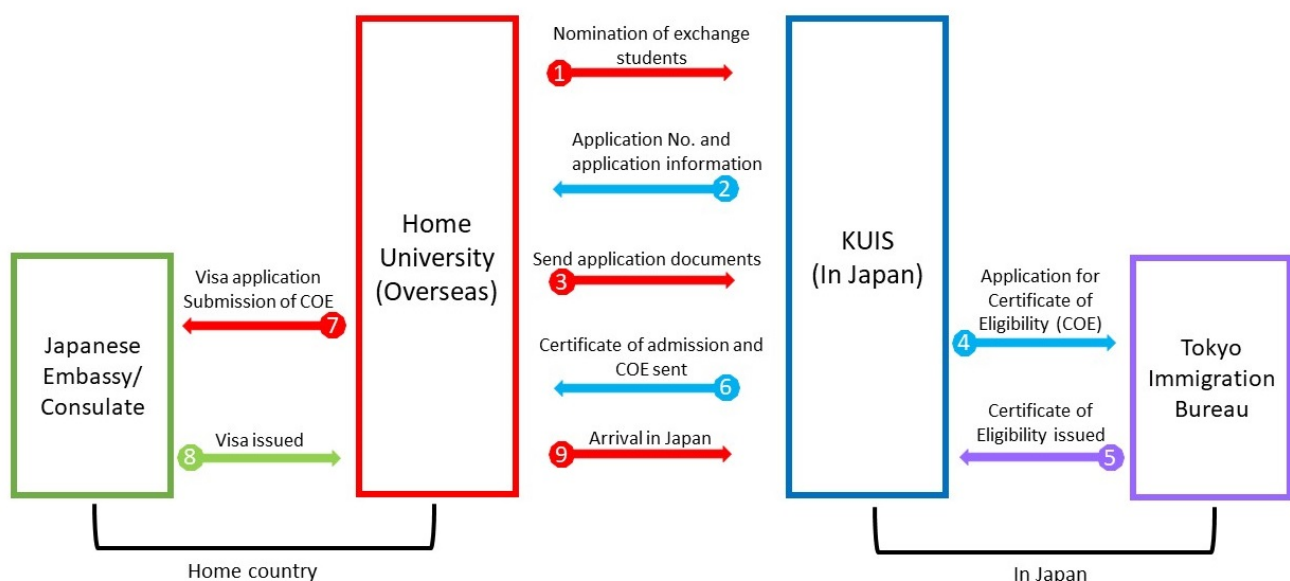 Nomination of exchange
students
1
Application No. and
application information
2
Home
University
(Overseas)
KUIS
(In Japan)
Send application documents
3
Visa application
Submission of COE
7
Application for
Certificate of
Eligibility (COE)
4
Japanese
Embassy/
Consulate
Certificate of admission and
COE sent
6
Tokyo
Immigration
Bureau
Visa issued
8
Arrival in Japan
9
Certificate of
Eligibility issued
5
Home country
In Japan